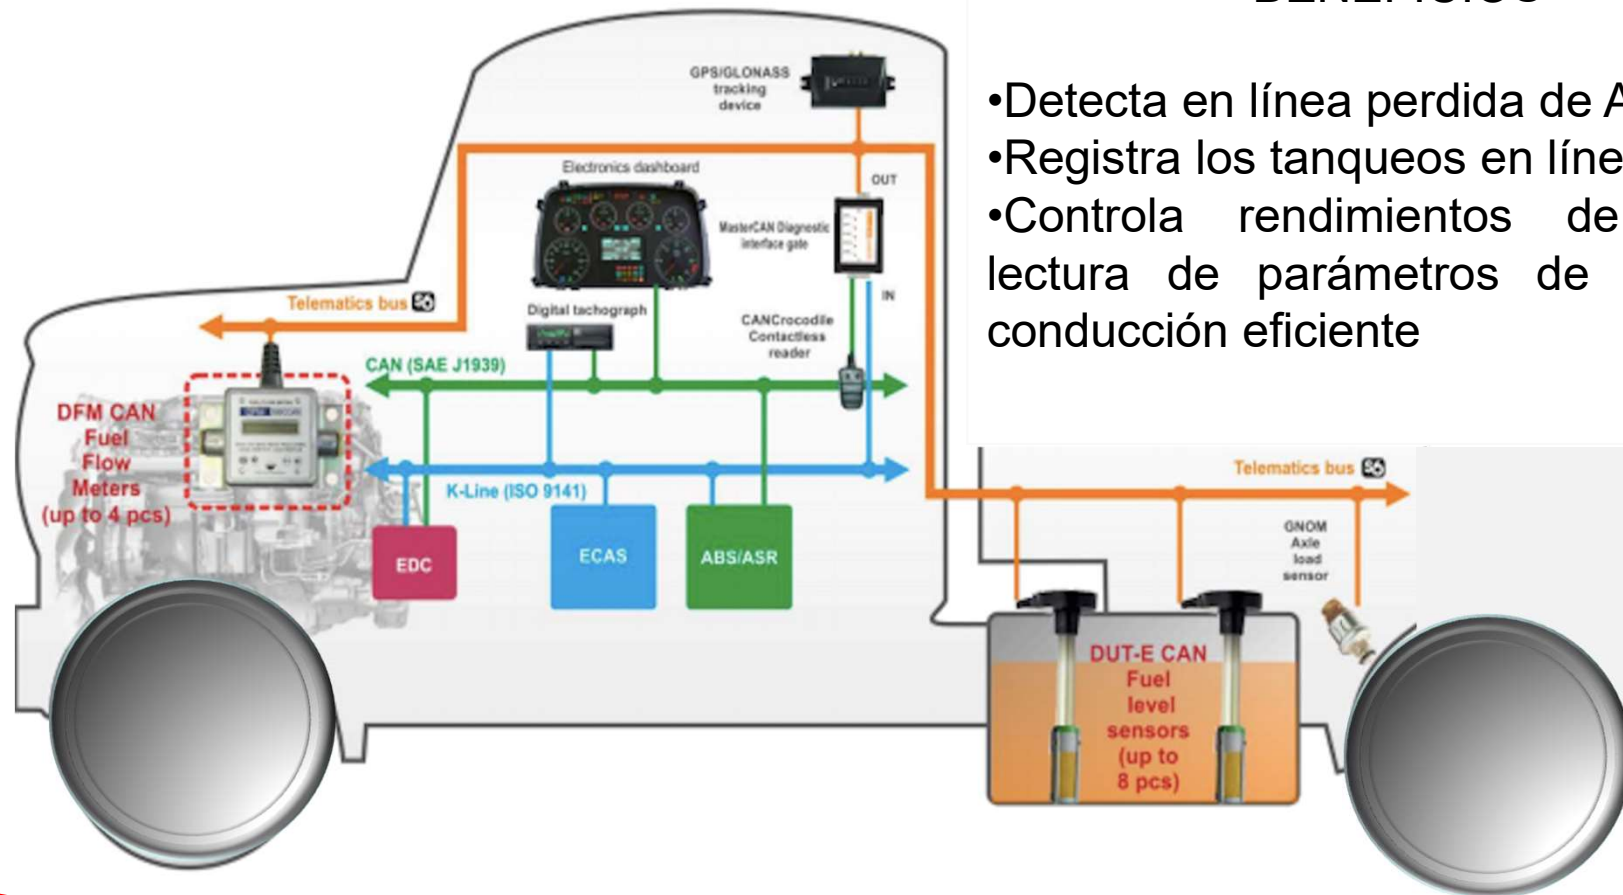 BENEFICIOS
•Detecta en línea perdida de A
•Registra los tanqueos en líne
•Controla rendimientos de
lectura de parámetros de
conducción eficiente
GPS/GLONASS
tracking
device
Electronics dashboard
OUT
MasterCAN Diagnostic
interface gate
IN
Telematics bus S6
Digital tachograph
CANCrocodile
Contactless
reader
CAN (SAE J1939)
DFM CAN
Fuel
Flow
Meters
(up to 4 pcs)
K-Line (ISO 9141)
EDC
ECAS
ABS/ASR
Telematics bus S6
GNOM
Axle
load
sensor
DUT-E CAN
Fuel
level
sensors
(up to
8 pcs)